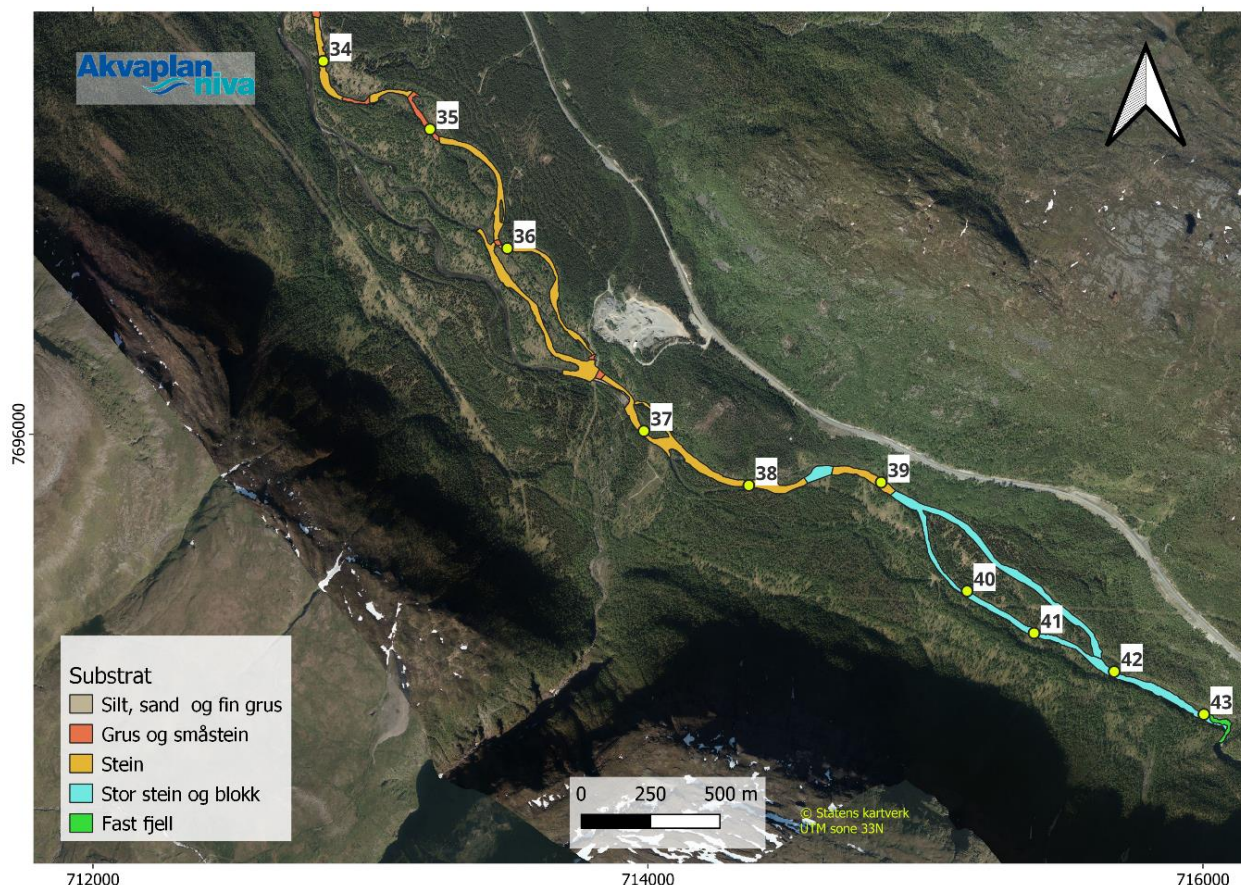 Akvaplan
niva
34
35
36
37
38
39
40
41
42
43
7696000
Substrat
Silt, sand og fin grus
Grus og småstein
Stein
Stor stein og blokk
Fast fjell
0 250 500 m
© Statens kartverk
UTM sone 33N
712000 714000 716000